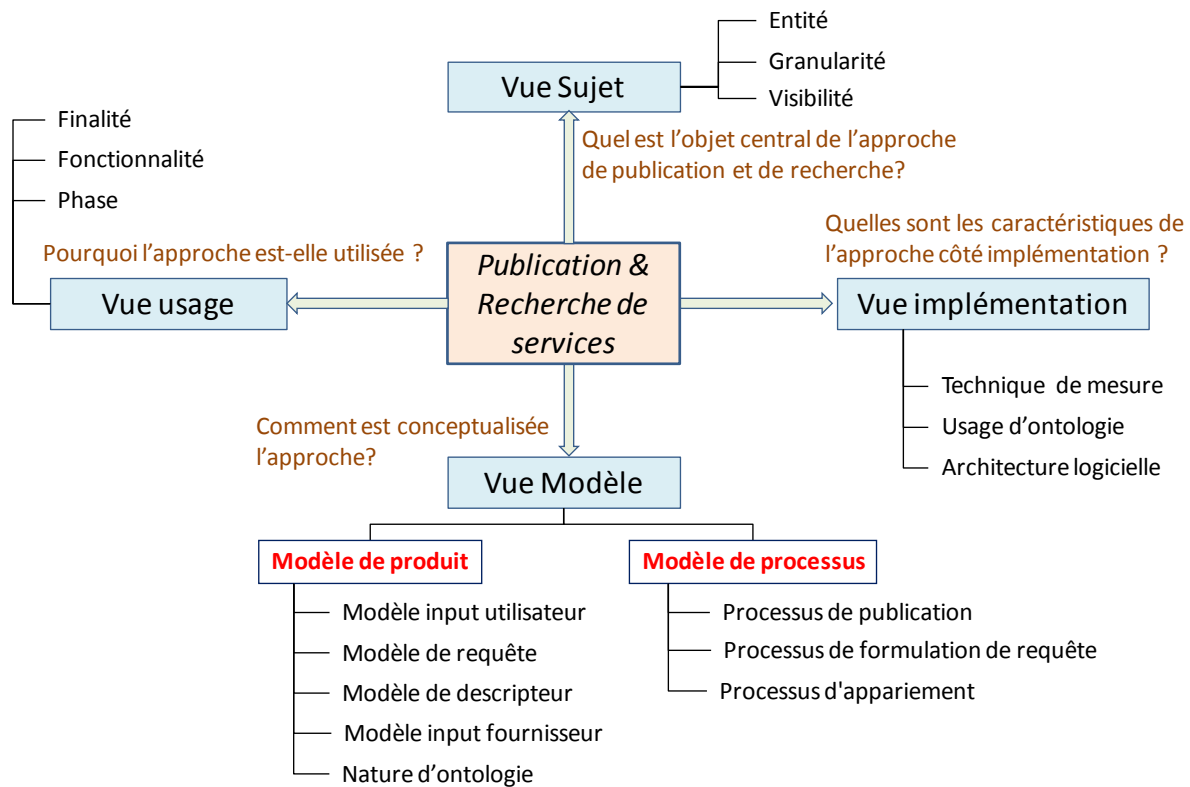 Entité
Granularité
Visibilité
Vue Sujet
Quel est l’objet central de l’approche
de publication et de recherche?
Finalité
Fonctionnalité
Phase
Pourquoi l’approche est-elle utilisée ?
Vue usage
Publication &
Recherche de
services
Quelles sont les caractéristiques de
l’approche côté implémentation ?
Vue implémentation
Technique de mesure
Usage d’ontologie
Architecture logicielle
Comment est conceptualisée
l’approche?
Vue Modèle
Modèle de produit
Modèle input utilisateur
Modèle de requête
Modèle de descripteur
Modèle input fournisseur
Nature d’ontologie
Modèle de processus
Processus de publication
Processus de formulation de requête
Processus d'appariement